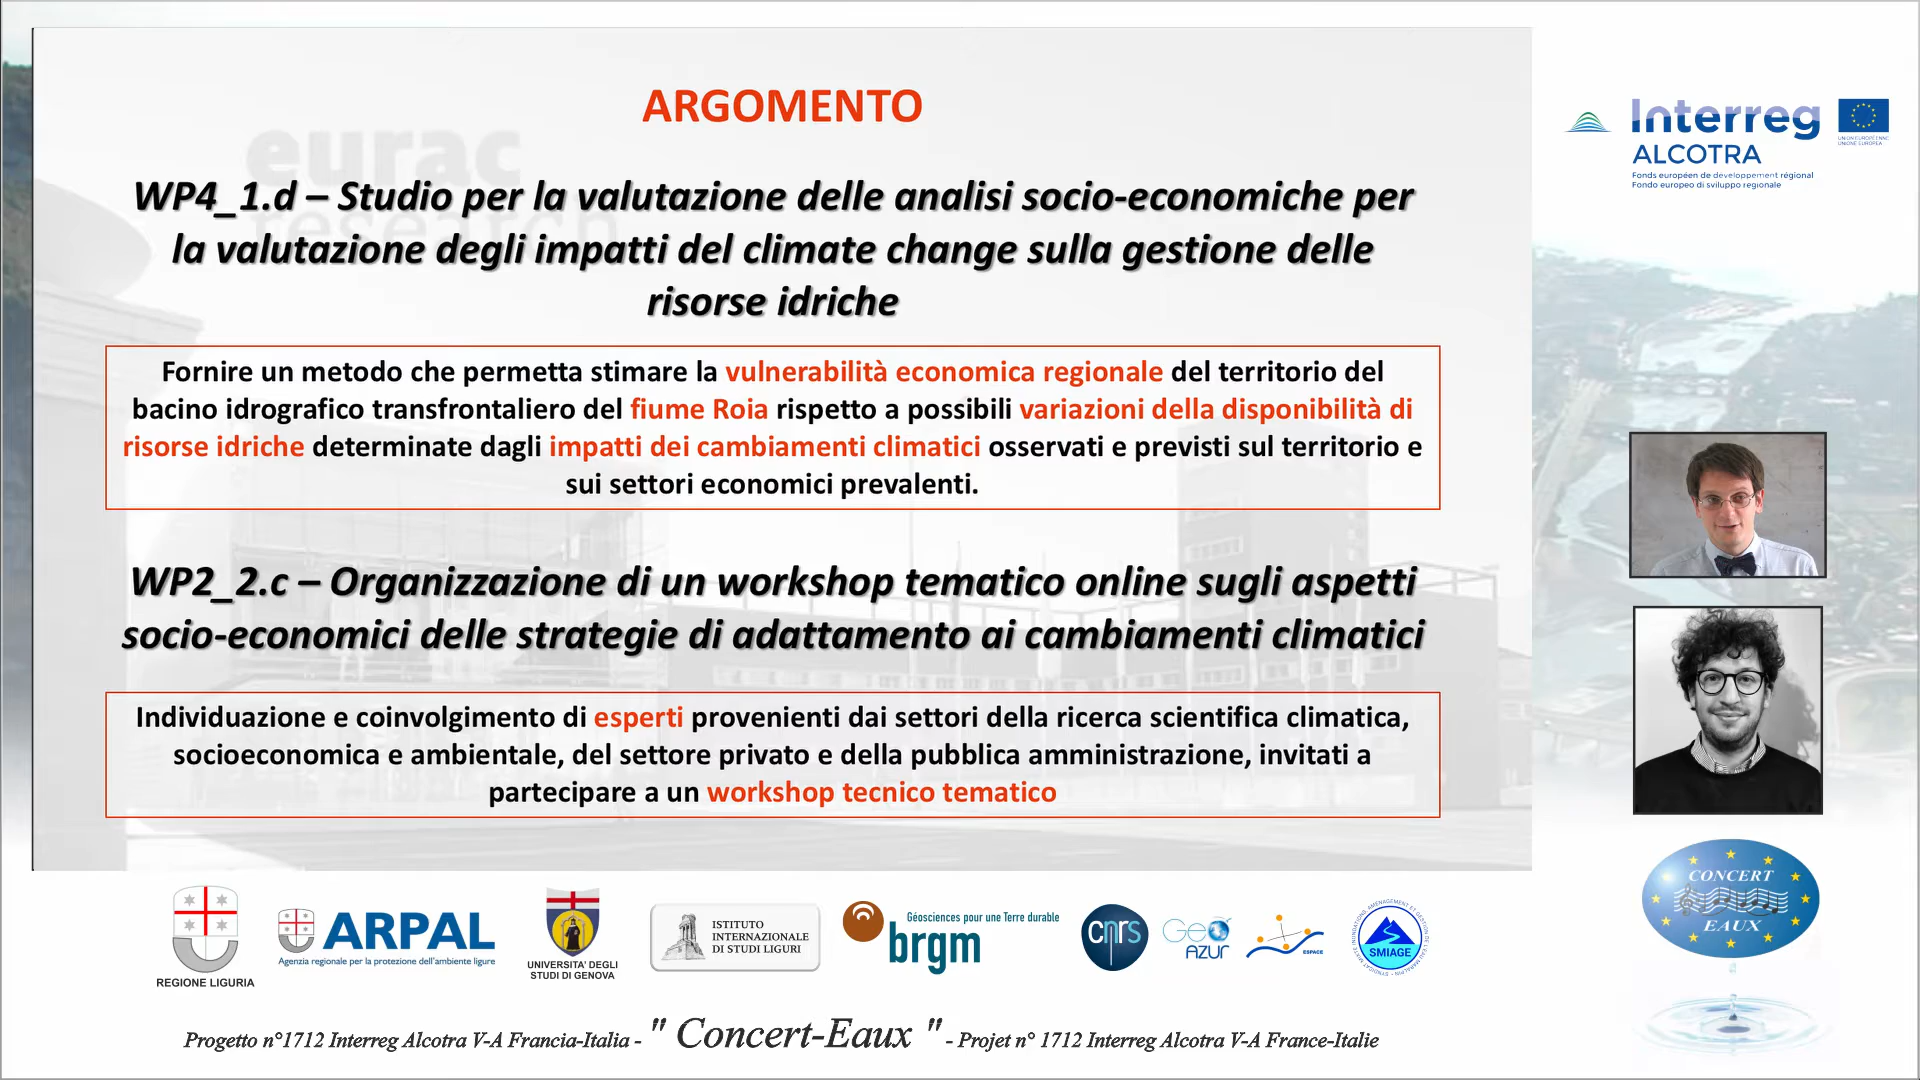 ARGOMENTO
eurac
research
WP4_1.d – Studio per la valutazione delle analisi socio-economiche per
la valutazione degli impatti del climate change sulla gestione delle
risorse idriche
Fornire un metodo che permetta stimare la vulnerabilità economica regionale del territorio del
bacino idrografico transfrontaliero del fiume Roia rispetto a possibili variazioni della disponibilità di
risorse idriche determinate dagli impatti dei cambiamenti climatici osservati e previsti sul territorio e
sui settori economici prevalenti.
WP2_2.c – Organizzazione di un workshop tematico online sugli aspetti
socio-economici delle strategie di adattamento ai cambiamenti climatici
Individuazione e coinvolgimento di esperti provenienti dai settori della ricerca scientifica climatica,
socioeconomica e ambientale, del settore privato e della pubblica amministrazione, invitati a
partecipare a un workshop tecnico tematico
Interreg
ALCOTRA
UNION EUROPÉENNE
UNIONE EUROPEA
Fonds européen de developpement régional
Fondo europeo di sviluppo regionale
CONCERT
EAUX
REGIONE LIGURIA
ARPAL
Agenzia regionale per la protezione dell'ambiente ligure
UNIVERSITA' DEGLI
STUDI DI GENOVA
ISTITUTO
INTERNAZIONALE
DI STUDI LIGURI
Géosciences pour une Terre durable
brgm
cnrs
GeO
AZUR
ESPACE
SMIAGE
Progetto n°1712 Interreg Alcotra V-A Francia-Italia - " Concert-Eaux " - Projet n° 1712 Interreg Alcotra V-A France-Italie